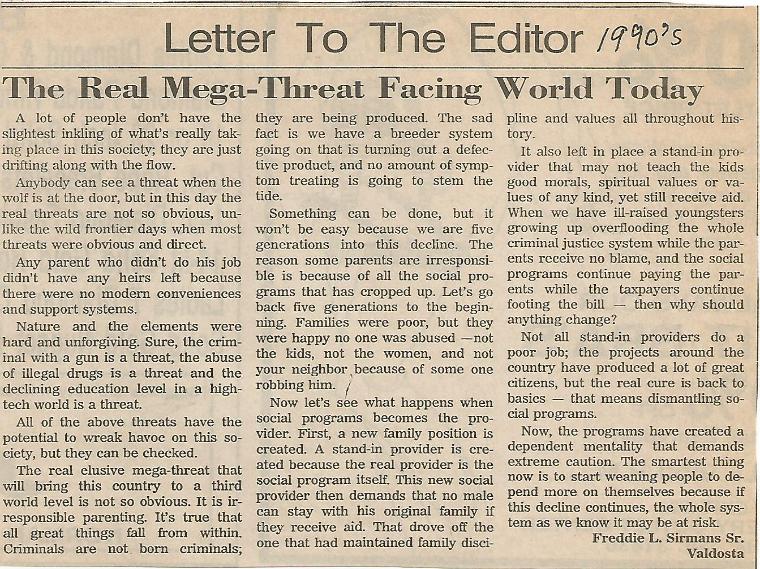 Letter To The Editor 1990's
The Real Mega-Threat Facing World Today
A lot of people don't have the
slightest inkling of what's really tak-
ing place in this society; they are just
drifting along with the flow.
Anybody can see a threat when the
wolf is at the door, but in this day the
real threats are not so obvious, un-
like the wild frontier days when most
threats were obvious and direct.
Any parent who didn't do his job
didn't have any heirs left because
there were no modern conveniences
and support systems.
Nature and the elements were
hard and unforgiving. Sure, the crim-
inal with a gun is a threat, the abuse
of illegal drugs is a threat and the
declining education level in a high-
tech world is a threat.
All of the above threats have the
potential to wreak havoc on this so-
ciety, but they can be checked.
The real elusive mega-threat that
will bring this country to a third
world level is not so obvious. It is ir-
responsible parenting. It's true that
all great things fall from within.
Criminals are not born criminals;
they are being produced. The sad
fact is we have a breeder system
going on that is turning out a defec-
tive product, and no amount of symp-
tom treating is going to stem the
tide.
Something can be done, but it
won't be easy because we are five
generations into this decline. The
reason some parents are irresponsi-
ble is because of all the social pro-
grams that has cropped up. Let's go
back five generations to the begin-
ning. Families were poor, but they
were happy no one was abused —not
the kids, not the women, and not
your neighbor because of some one
robbing him.
Now let's see what happens when
social programs becomes the pro-
vider. First, a new family position is
created. A stand-in provider is cre-
ated because the real provider is the
social program itself. This new social
provider then demands that no male
can stay with his original family if
they receive aid. That drove off the
one that had maintained family disci-
pline and values all throughout his-
tory.
It also left in place a stand-in pro-
vider that may not teach the kids
good morals, spiritual values or va-
lues of any kind, yet still receive aid.
When we have ill-raised youngsters
growing up overflooding the whole
criminal justice system while the par-
ents receive no blame, and the social
programs continue paying the par-
ents while the taxpayers continue
footing the bill — then why should
anything change?
Not all stand-in providers do a
poor job; the projects around the
country have produced a lot of great
citizens, but the real cure is back to
basics — that means dismantling so-
cial programs.
Now, the programs have created a
dependent mentality that demands
extreme caution. The smartest thing
now is to start weaning people to de-
pend more on themselves because if
this decline continues, the whole sys-
tem as we know it may be at risk.
Freddie L. Sirmans Sr.
Valdosta